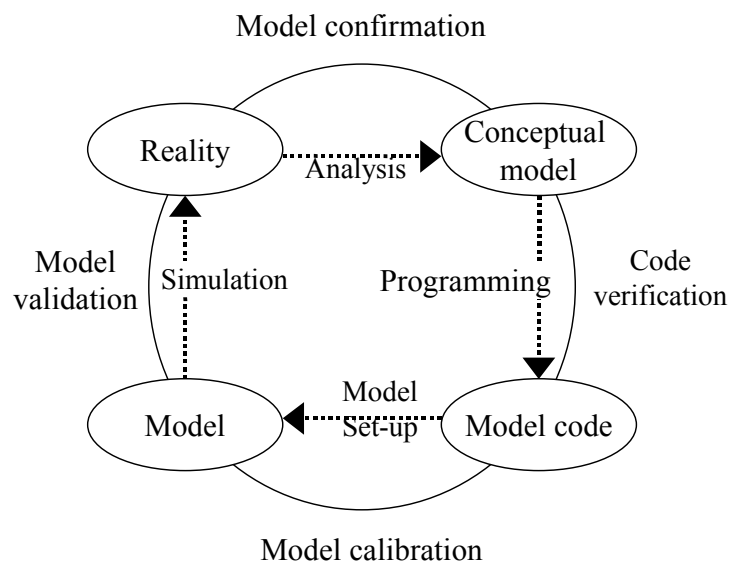 Model confirmation
Reality
Conceptual
model
Analysis
Model
validation
Simulation
Programming
Code
verification
Model
Set-up
Model
Model code
Model calibration